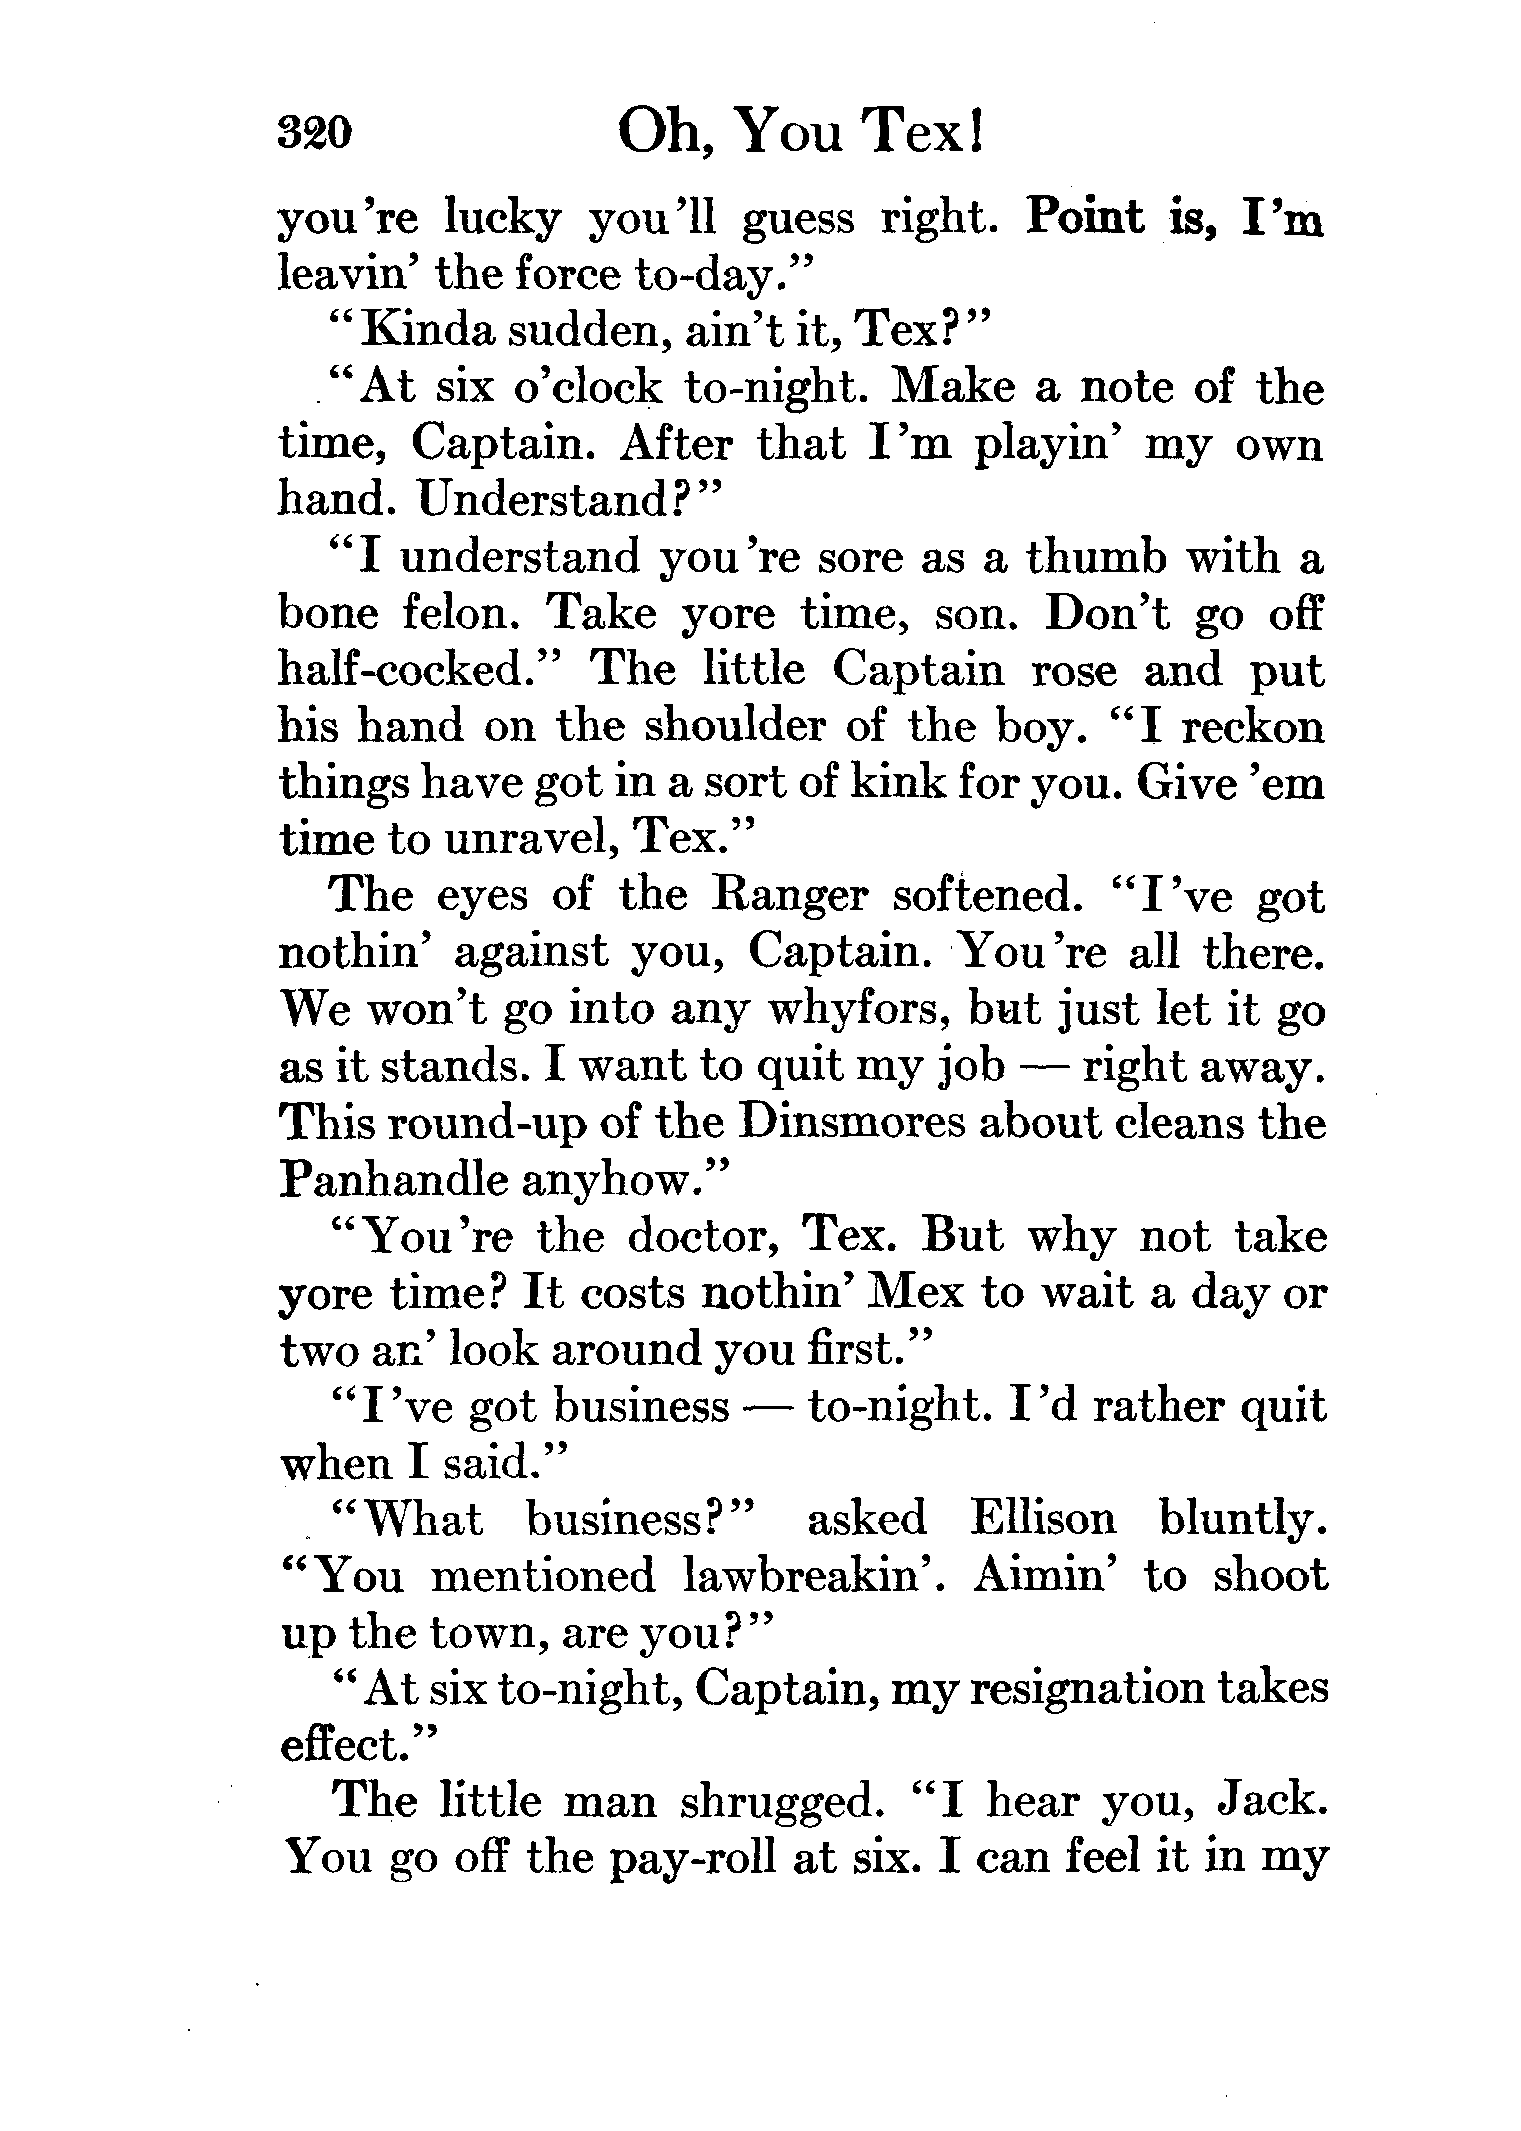 320 Oh, You Tex!
you're lucky you'll guess right. Point is, I'm
leavin' the force to-day."
"Kinda sudden, ain't it, Tex?"
"At six o'clock to-night. Make a note of the
time, Captain. After that I'm playin' my own
hand. Understand?"
"I understand you're sore as a thumb with a
bone felon. Take yore time, son. Don't go off
half-cocked." The little Captain rose and put
his hand on the shoulder of the boy. "I reckon
things have got in a sort of kink for you. Give 'em
time to unravel, Tex."
The eyes of the Ranger softened. "I've got
nothin' against you, Captain. You're all there.
We won't go into any whyfors, but just let it go
as it stands. I want to quit my job — right away.
This round-up of the Dinsmores about cleans the
Panhandle anyhow."
"You're the doctor, Tex. But why not take
yore time? It costs nothin' Mex to wait a day or
two an' look around you first."
"I've got business — to-night. I'd rather quit
when I said."
"What business?" asked Ellison bluntly.
"You mentioned lawbreakin'. Aimin' to shoot
up the town, are you?"
"At six to-night, Captain, my resignation takes
effect."
The little man shrugged. "I hear you, Jack.
You go off the pay-roll at six. I can feel it in my